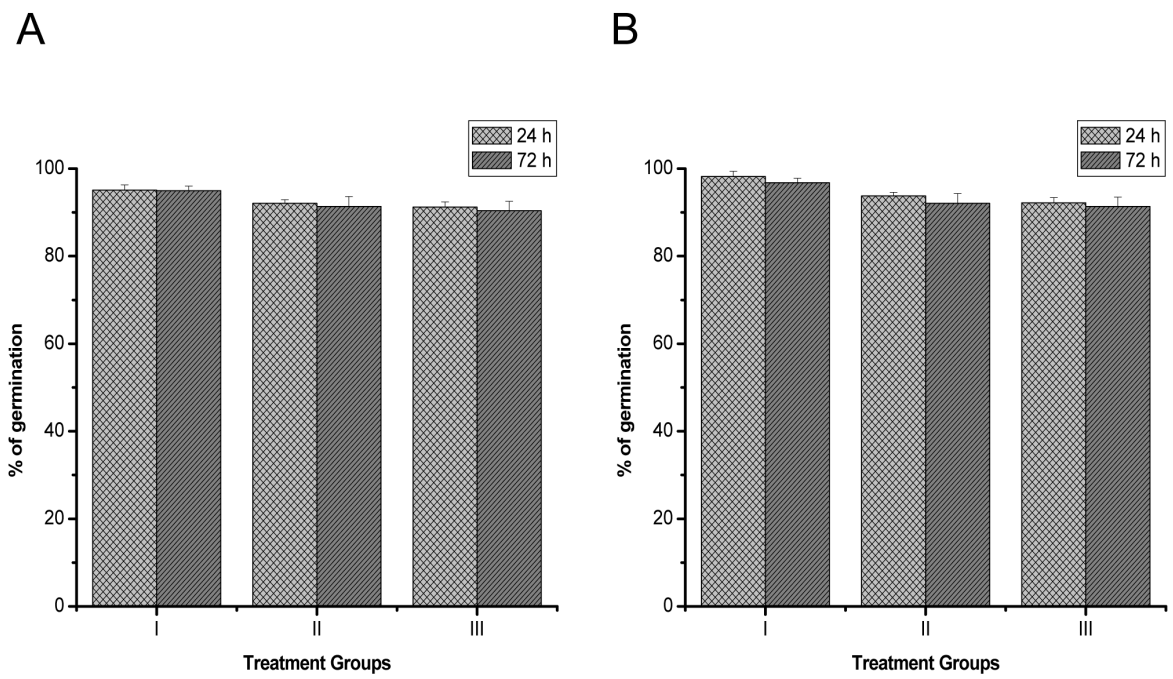 A
24 h
72 h
100
80
60
40
20
0
% of germination
I
II
III
Treatment Groups
B
24 h
72 h
100
80
60
40
20
0
% of germination
I
II
III
Treatment Groups